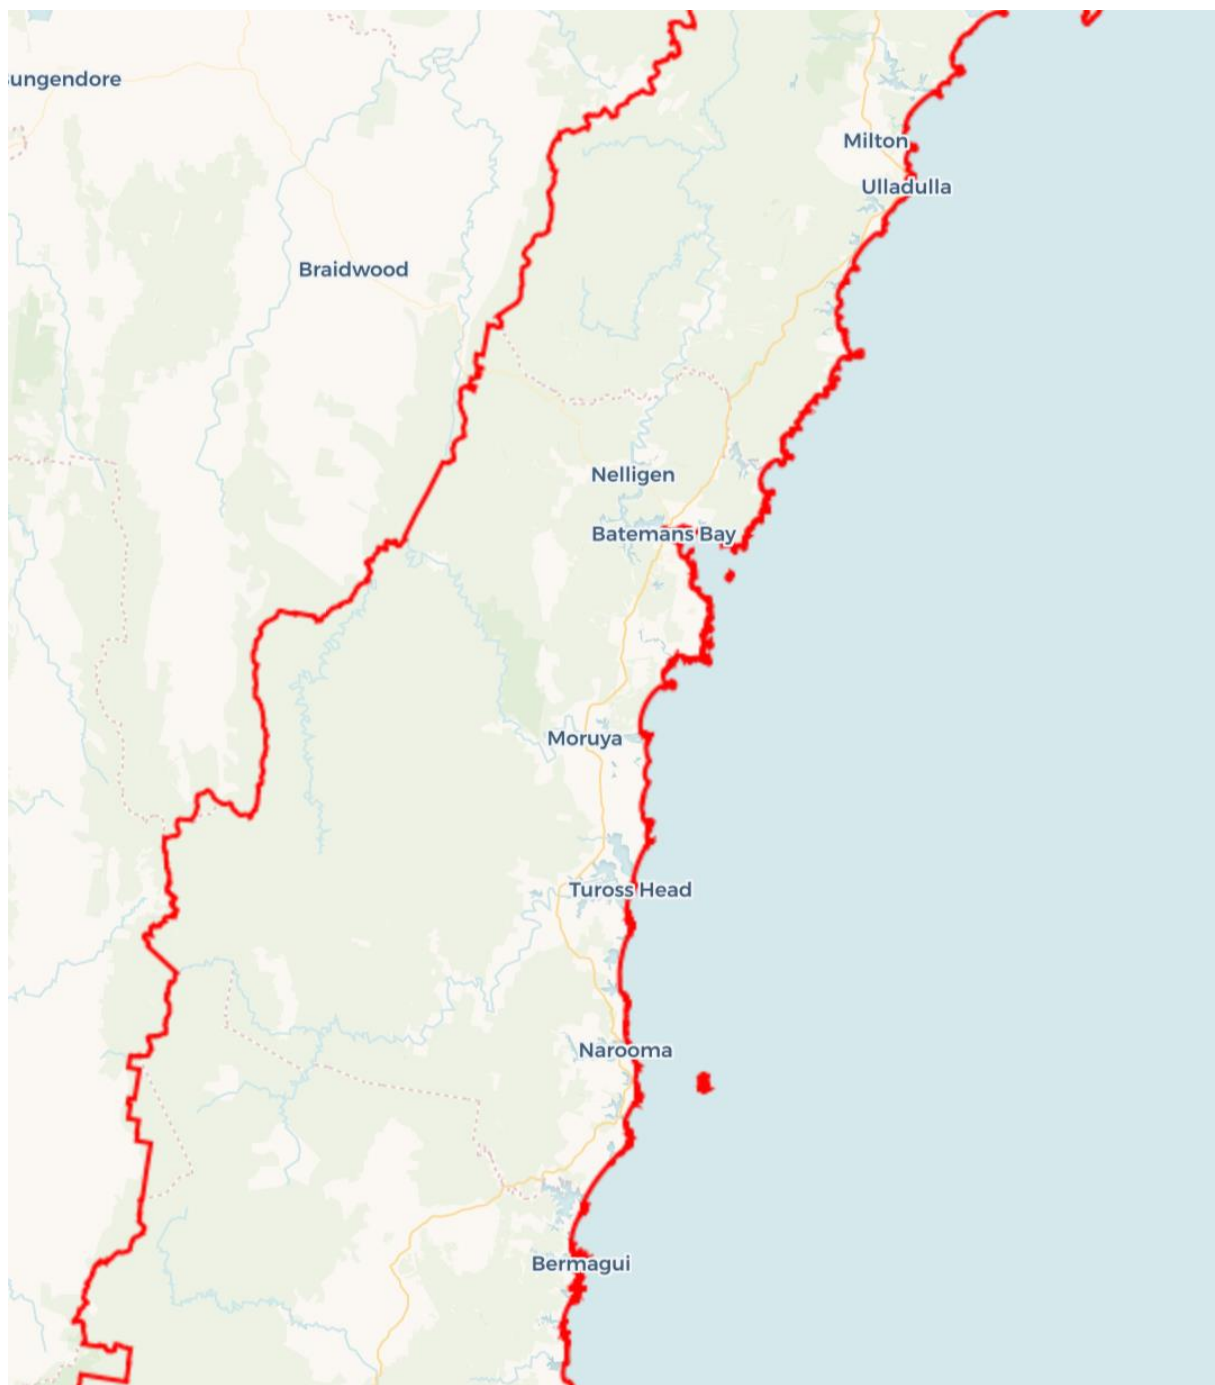 ungendore
Milton
Ulladulla
Braidwood
Nelligen
Batemans Bay
Moruya
Tuross Head
Narooma
Bermagui